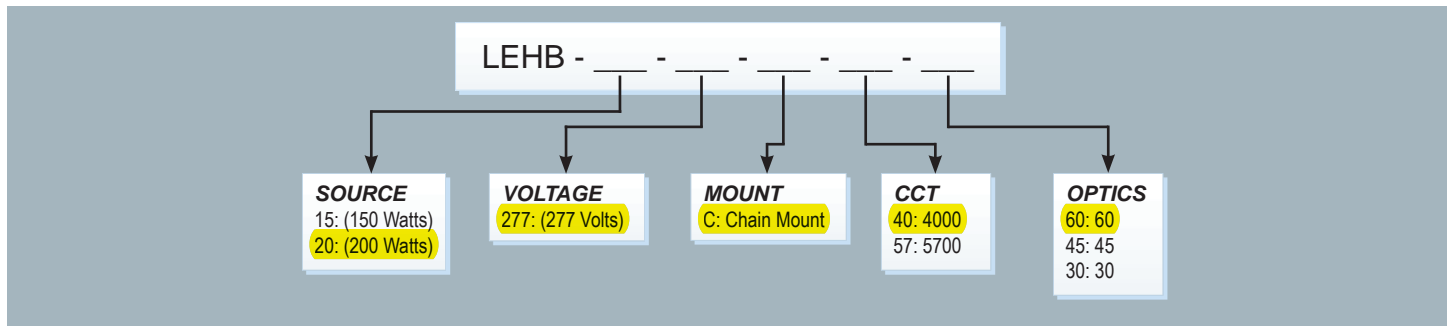 LEHB - ___ - ___ - ___ - ___ - ___
SOURCE
15: (150 Watts)
20: (200 Watts)
VOLTAGE
277: (277 Volts)
MOUNT
C: Chain Mount
CCT
40: 4000
57: 5700
OPTICS
60: 60
45: 45
30: 30